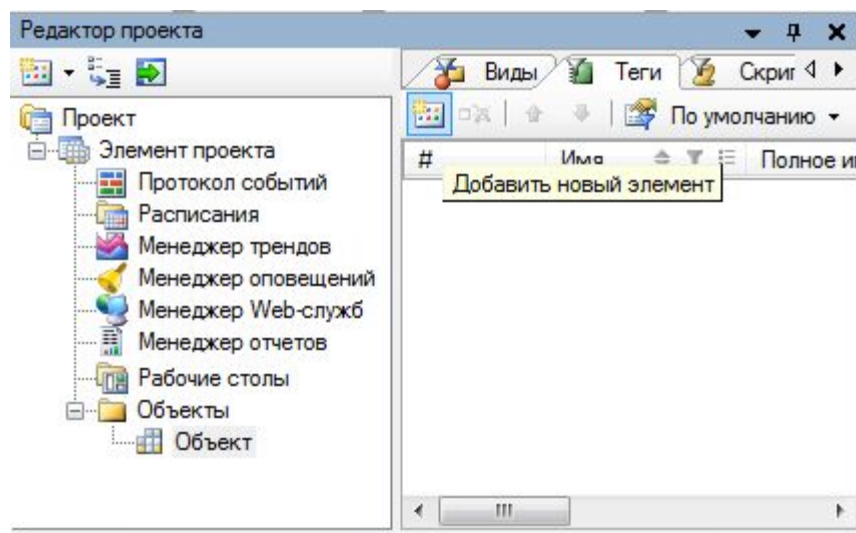 Редактор проекта
Виды
Теги
Скрип
По умолчанию
Проект
Элемент проекта
Протокол событий
Расписания
Менеджер трендов
Менеджер оповещений
Менеджер Web-служб
Менеджер отчетов
Рабочие столы
Объекты
Объект
#
Имя
Полное и
Добавить новый элемент